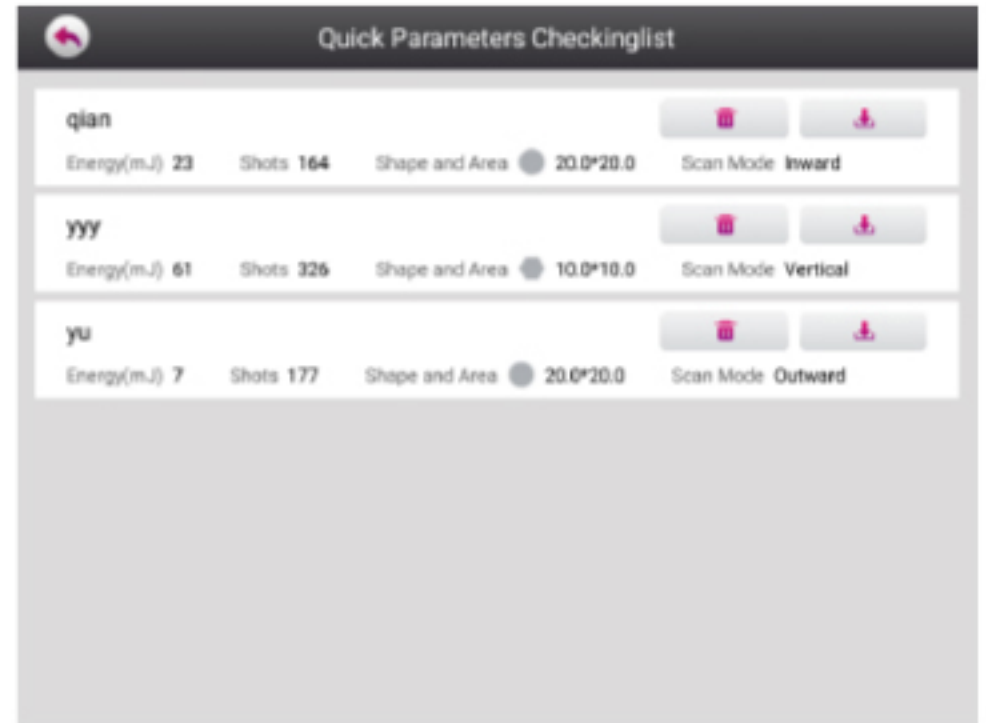 Quick Parameters Checkinglist
qian
Energy(mJ) 23 Shots 164 Shape and Area 20.0*20.0 Scan Mode Inward
yyy
Energy(mJ) 61 Shots 326 Shape and Area 10.0*10.0 Scan Mode Vertical
yu
Energy(mJ) 7 Shots 177 Shape and Area 20.0*20.0 Scan Mode Outward